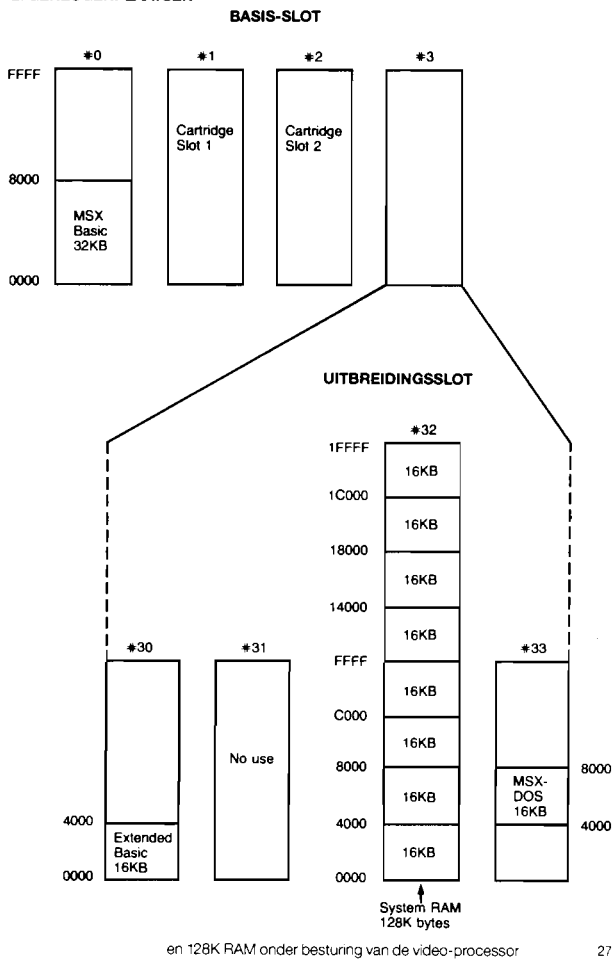 BASIS-SLOT
*0
*1
*2
*3
FFFF
8000
0000
MSX
Basic
32KB
Cartridge
Slot 1
Cartridge
Slot 2
UITBREIDINGSSLOT
*32
1FFFF
16KB
1C000
16KB
18000
16KB
14000
16KB
FFFF
16KB
C000
16KB
8000
16KB
4000
16KB
0000
System RAM
128K bytes
*30
4000
Extended
Basic
16KB
0000
*31
No use
*33
8000
MSX-
DOS
16KB
4000
en 128K RAM onder besturing van de video-processor 27